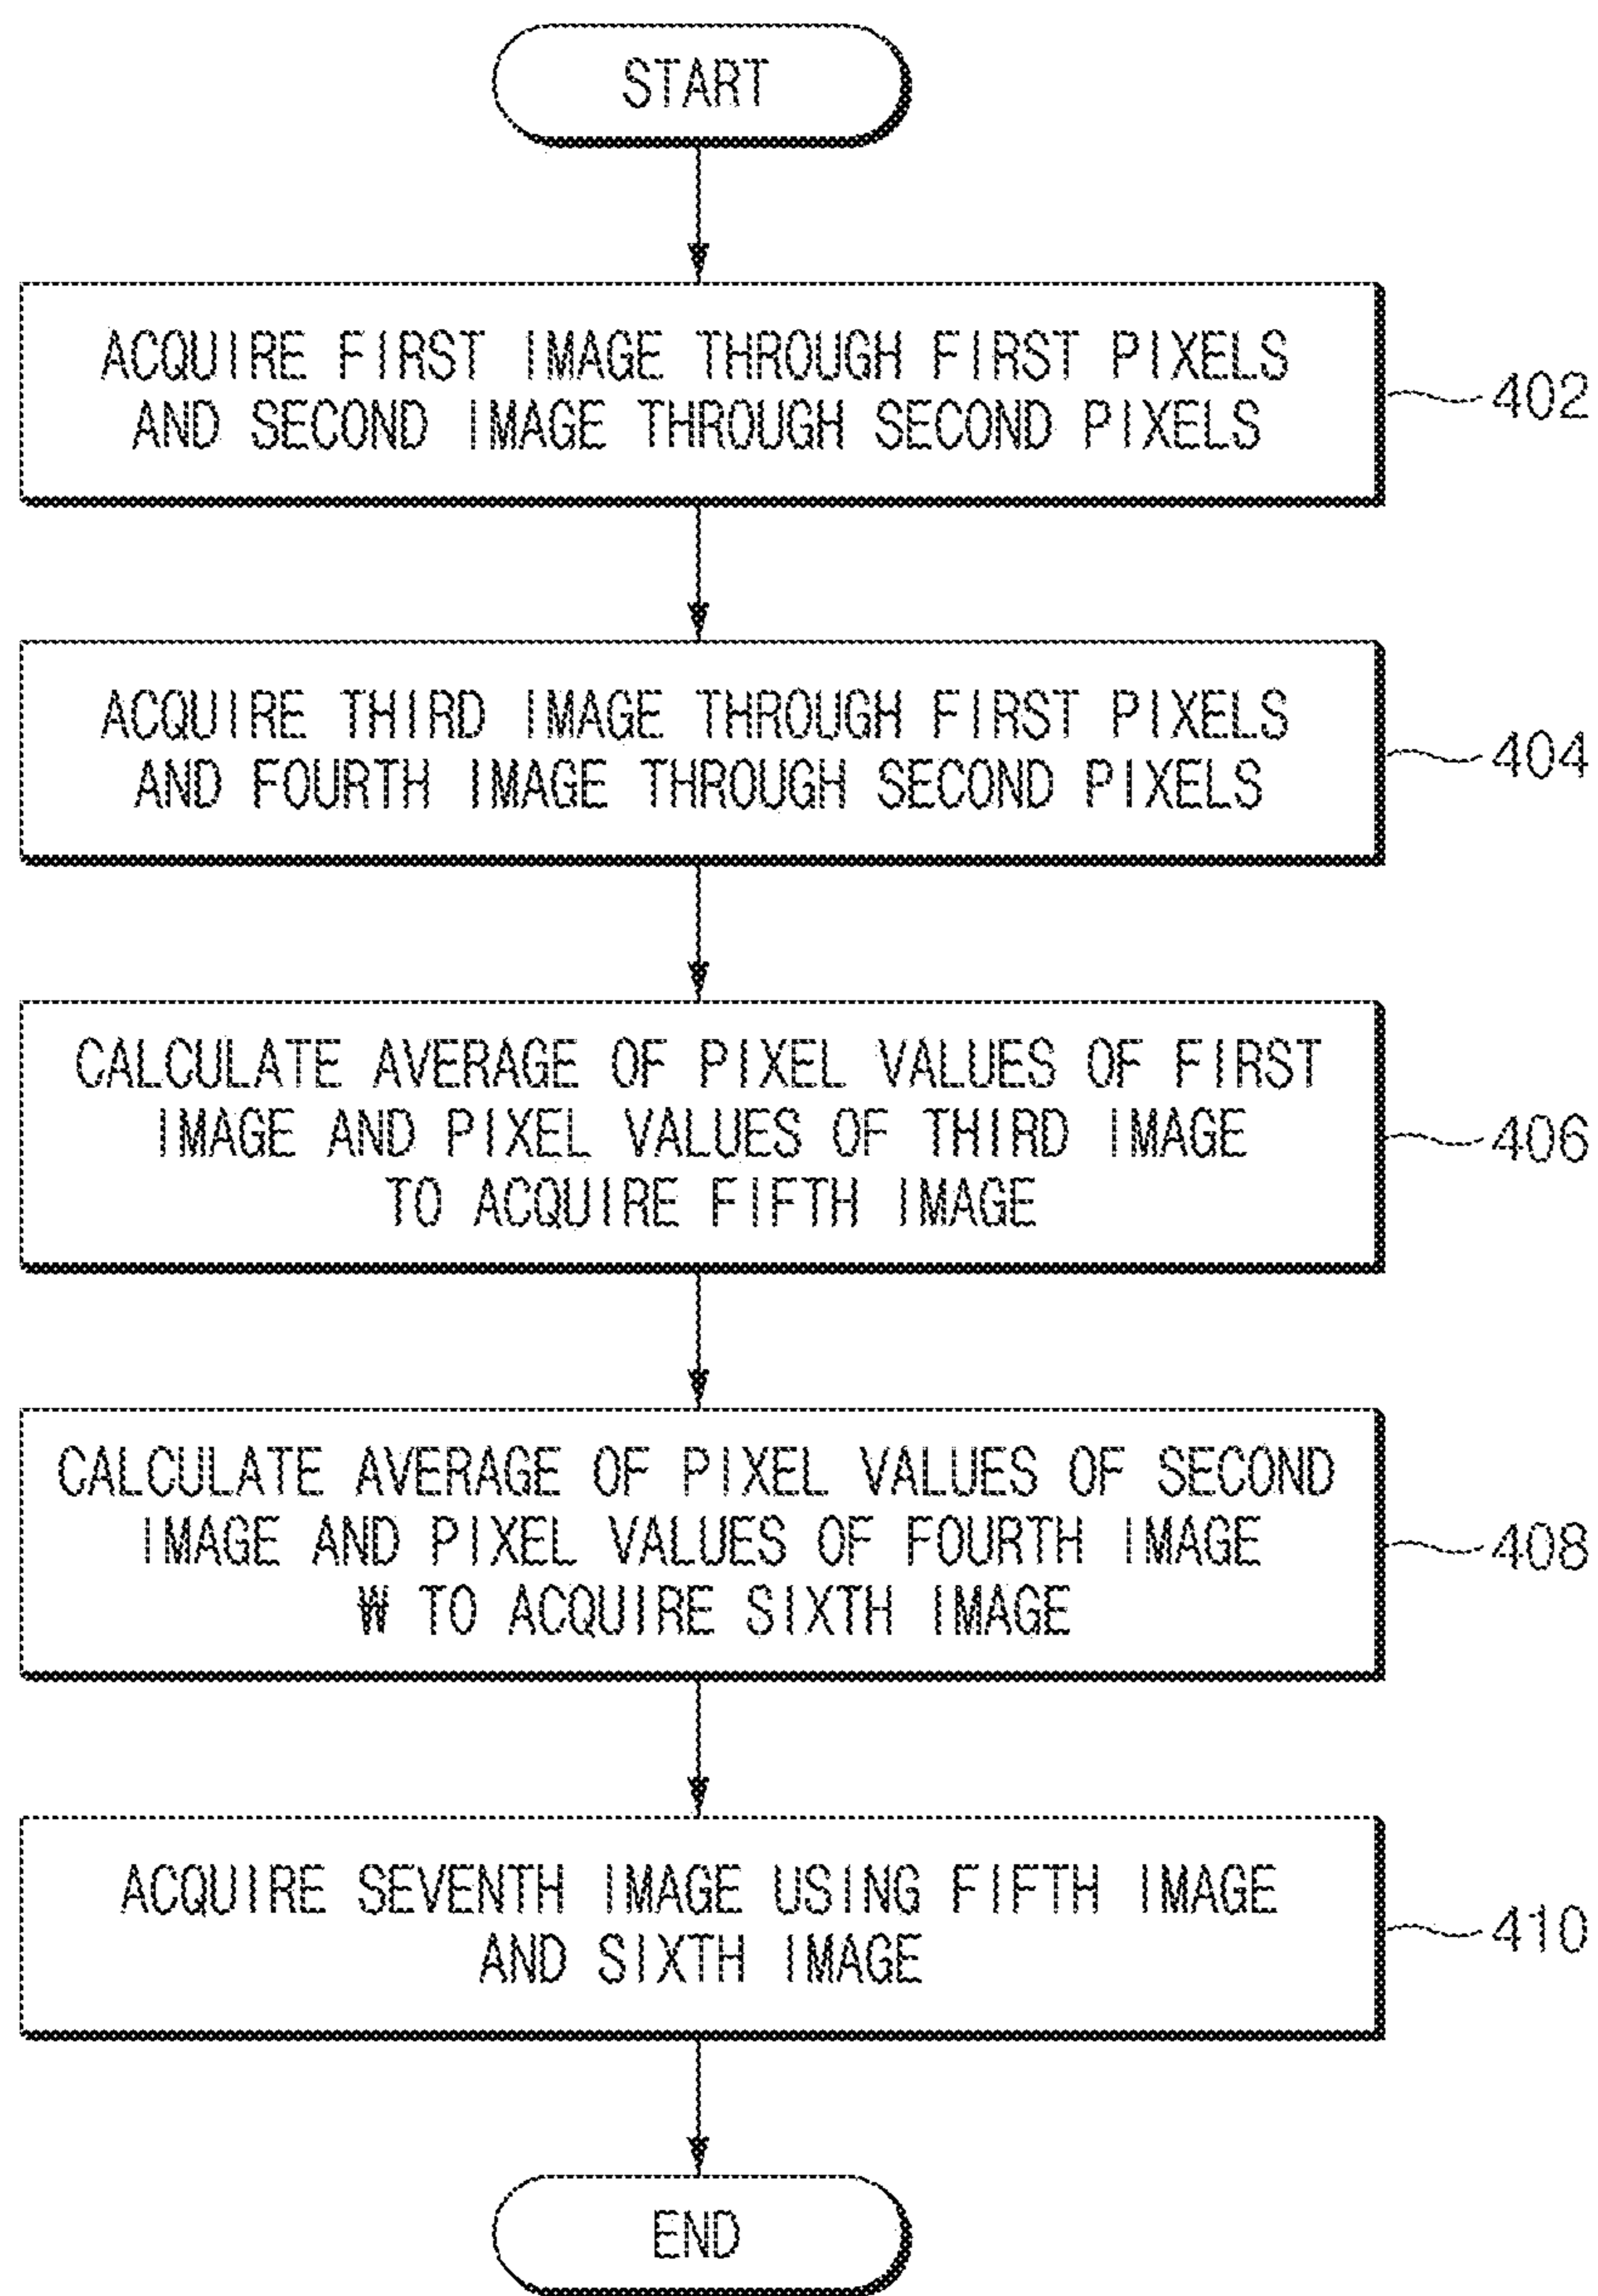 START
ACQUIRE FIRST IMAGE THROUGH FIRST PIXELS
AND SECOND IMAGE THROUGH SECOND PIXELS
402
ACQUIRE THIRD IMAGE THROUGH FIRST PIXELS
AND FOURTH IMAGE THROUGH SECOND PIXELS
404
CALCULATE AVERAGE OF PIXEL VALUES OF FIRST
IMAGE AND PIXEL VALUES OF THIRD IMAGE
TO ACQUIRE FIFTH IMAGE
406
CALCULATE AVERAGE OF PIXEL VALUES OF SECOND
IMAGE AND PIXEL VALUES OF FOURTH IMAGE
₩ TO ACQUIRE SIXTH IMAGE
408
ACQUIRE SEVENTH IMAGE USING FIFTH IMAGE
AND SIXTH IMAGE
410
END